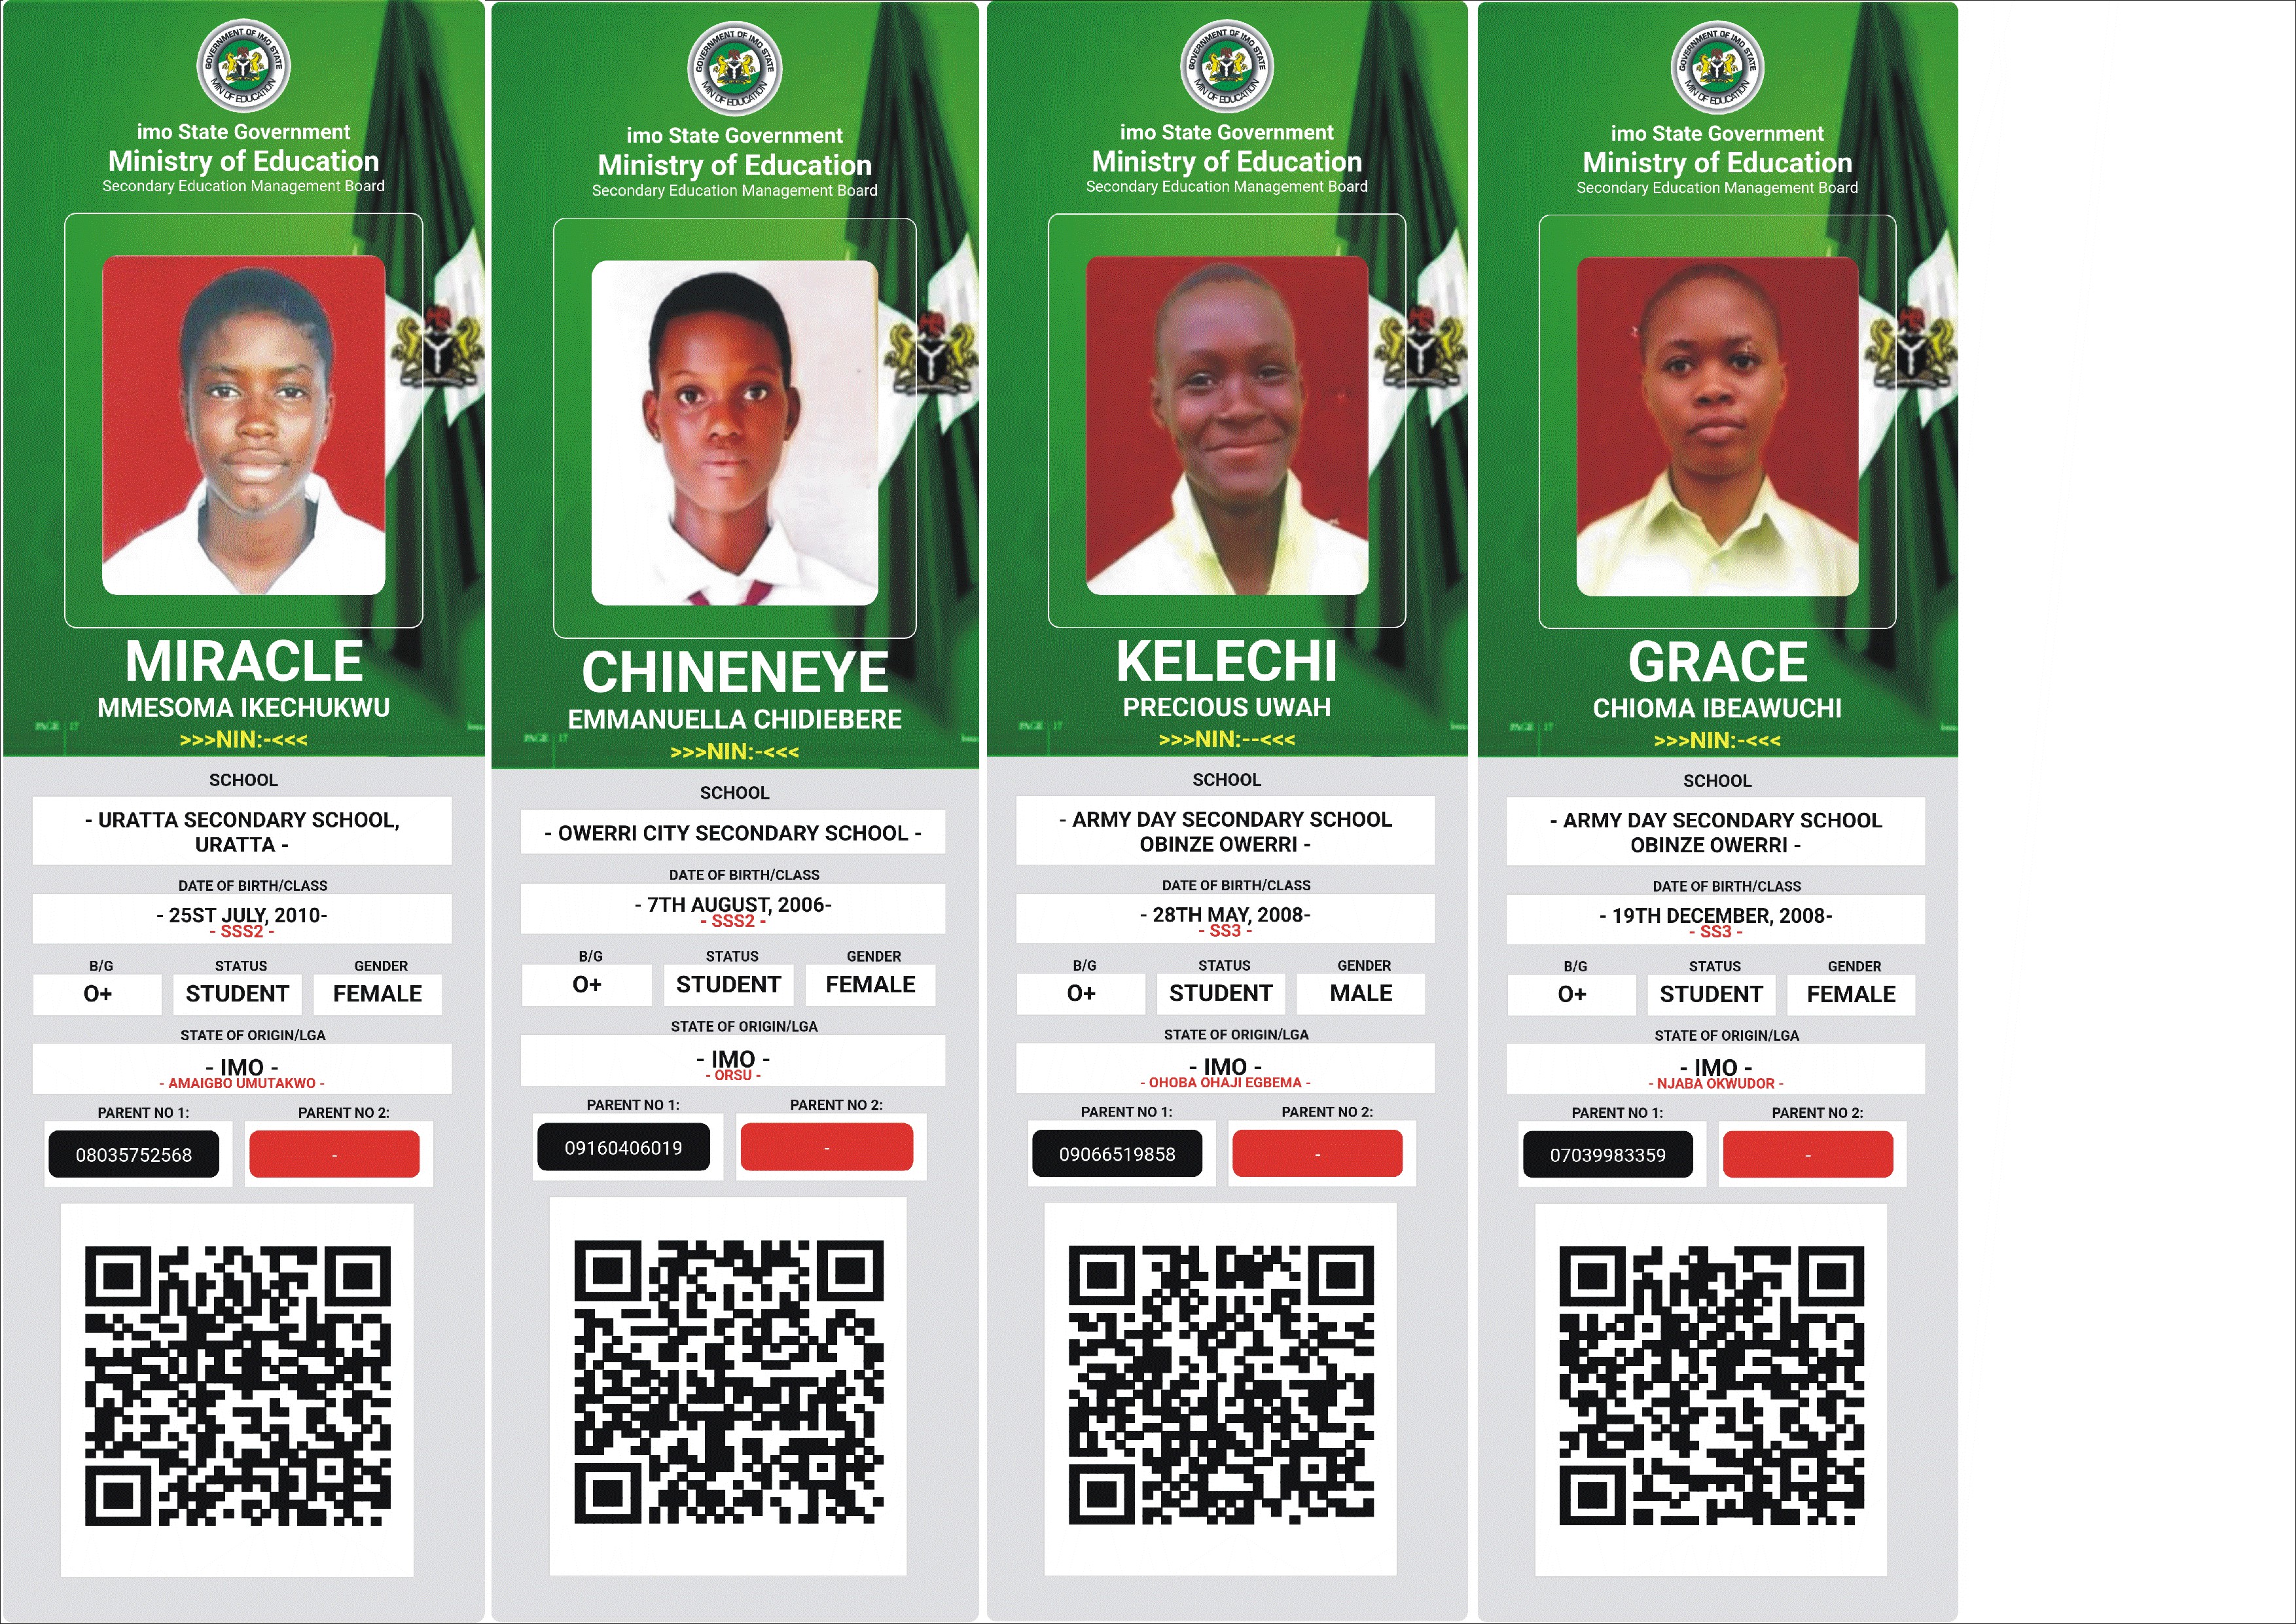 GOVERNMENT OF IMO STATE
MIN OF EDUCATION
imo State Government
Ministry of Education
Secondary Education Management Board
MIRACLE
MMESOMA IKECHUKWU
PAGE 17
>>>NIN:-<<<
SCHOOL
- URATTA SECONDARY SCHOOL,
URATTA -
DATE OF BIRTH/CLASS
- 25ST JULY, 2010-
- SSS2 -
B/G STATUS GENDER
O+ STUDENT FEMALE
STATE OF ORIGIN/LGA
- IMO -
- AMAIGBO UMUTAKWO -
PARENT NO 1: PARENT NO 2:
08035752568 -
GOVERNMENT OF IMO STATE
MIN OF EDUCATION
imo State Government
Ministry of Education
Secondary Education Management Board
CHINENEYE
EMMANUELLA CHIDIEBERE
PAGE 17
>>>NIN:-<<<
SCHOOL
- OWERRI CITY SECONDARY SCHOOL -
DATE OF BIRTH/CLASS
- 7TH AUGUST, 2006-
- SSS2 -
B/G STATUS GENDER
O+ STUDENT FEMALE
STATE OF ORIGIN/LGA
- IMO -
- ORSU -
PARENT NO 1: PARENT NO 2:
09160406019 -
GOVERNMENT OF IMO STATE
MIN OF EDUCATION
imo State Government
Ministry of Education
Secondary Education Management Board
KELECHI
PRECIOUS UWAH
PAGE 17
>>>NIN:--<<<
SCHOOL
- ARMY DAY SECONDARY SCHOOL
OBINZE OWERRI -
DATE OF BIRTH/CLASS
- 28TH MAY, 2008-
- SS3 -
B/G STATUS GENDER
O+ STUDENT MALE
STATE OF ORIGIN/LGA
- IMO -
- OHOBA OHAJI EGBEMA -
PARENT NO 1: PARENT NO 2:
09066519858 -
GOVERNMENT OF IMO STATE
MIN OF EDUCATION
imo State Government
Ministry of Education
Secondary Education Management Board
GRACE
CHIOMA IBEAWUCHI
PAGE 17
>>>NIN:-<<<
SCHOOL
- ARMY DAY SECONDARY SCHOOL
OBINZE OWERRI -
DATE OF BIRTH/CLASS
- 19TH DECEMBER, 2008-
- SS3 -
B/G STATUS GENDER
O+ STUDENT FEMALE
STATE OF ORIGIN/LGA
- IMO -
- NJABA OKWUDOR -
PARENT NO 1: PARENT NO 2:
07039983359 -